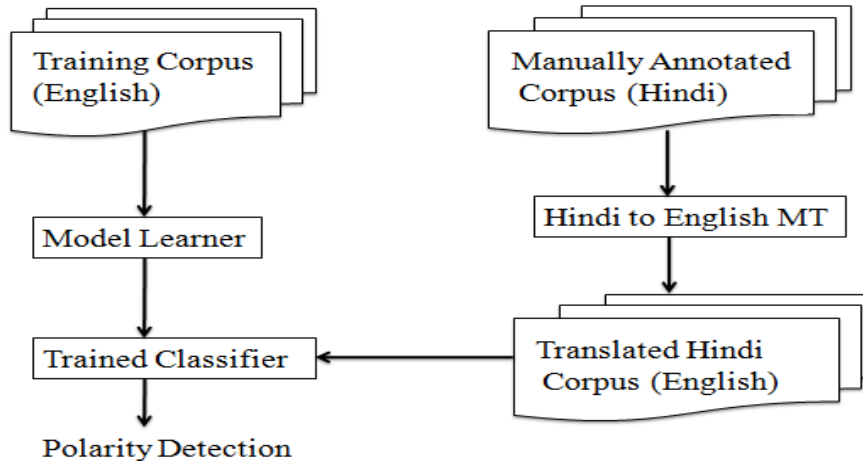 Training Corpus
(English)
Manually Annotated
Corpus (Hindi)
Model Learner
Hindi to English MT
Trained Classifier
Translated Hindi
Corpus (English)
Polarity Detection